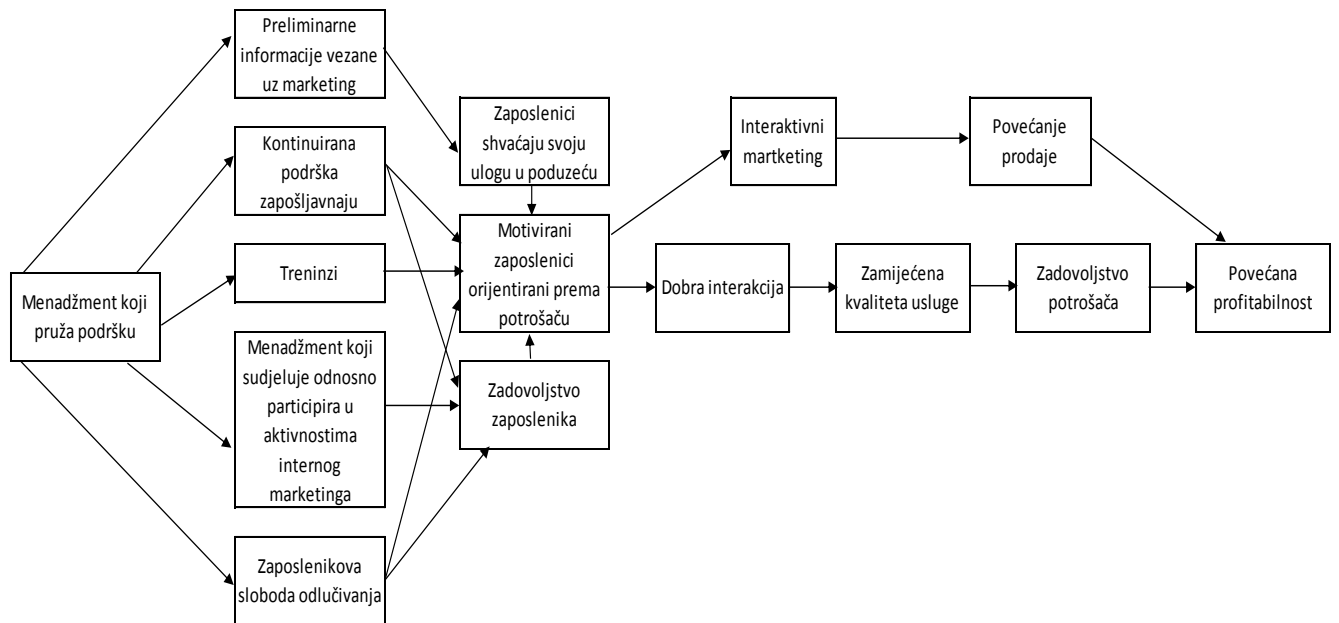 Preliminarne
informacije vezane
uz marketing
Kontinuirana
podrška
zapošljavnaju
Treninzi
Menadžment koji
pruža podršku
Menadžment koji
sudjeluje odnosno
participira u
aktivnostima
internog
marketinga
Zaposlenikova
sloboda odlučivanja
Zaposlenici
shvaćaju svoju
ulogu u poduzeću
Motivirani
zaposlenici
orijentirani prema
potrošaču
Zadovoljstvo
zaposlenika
Interaktivni
martketing
Povećanje
prodaje
Dobra interakcija
Zamijećena
kvaliteta usluge
Zadovoljstvo
potrošača
Povećana
profitabilnost